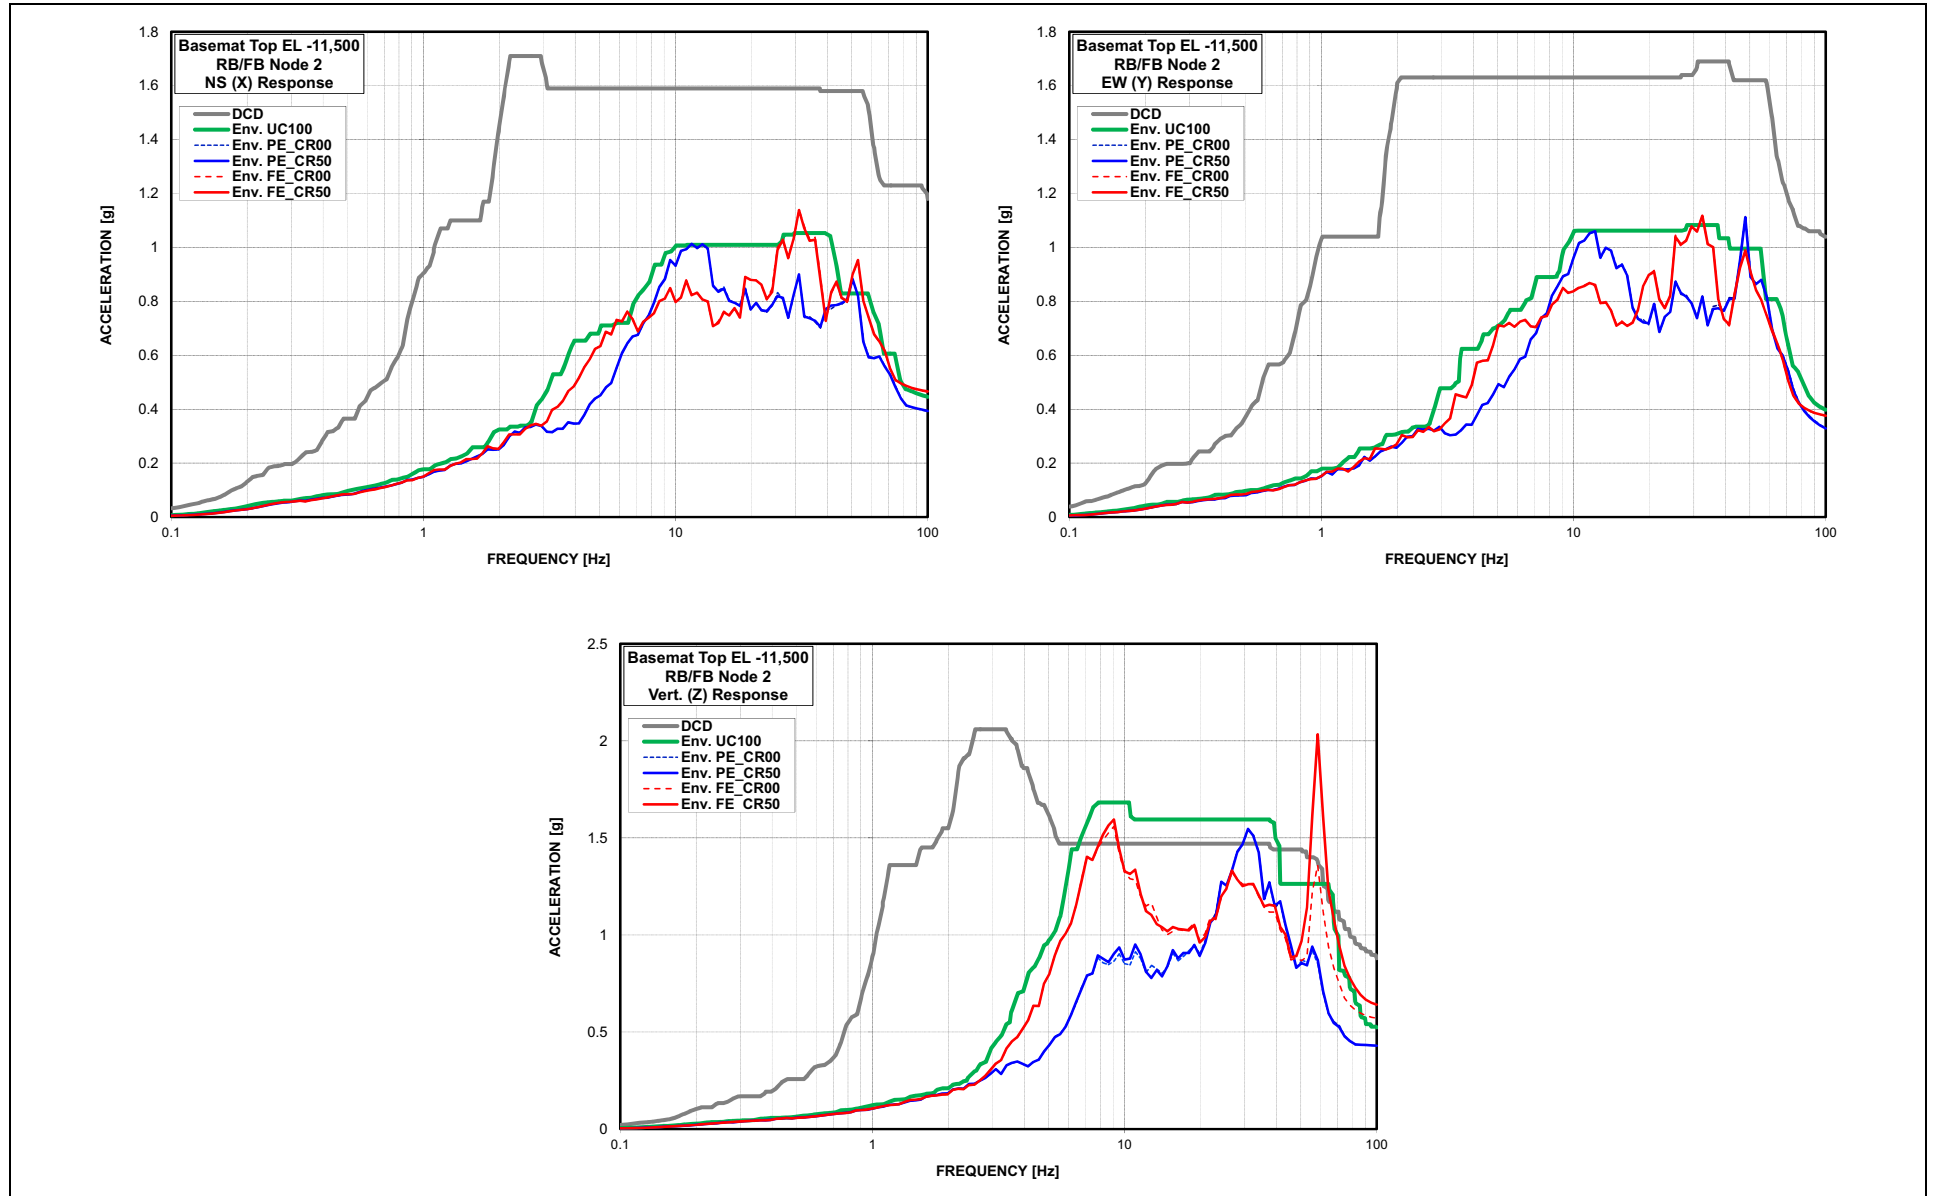 Basemat Top EL -11,500
RB/FB Node 2
NS (X) Response
DCD
Env. UC100
Env. PE_CR00
Env. PE_CR50
Env. FE_CR00
Env. FE_CR50
ACCELERATION [g]
1.8
1.6
1.4
1.2
1
0.8
0.6
0.4
0.2
0
0.1
1
10
100
FREQUENCY [Hz]
Basemat Top EL -11,500
RB/FB Node 2
EW (Y) Response
DCD
Env. UC100
Env. PE_CR00
Env. PE_CR50
Env. FE_CR00
Env. FE_CR50
ACCELERATION [g]
1.8
1.6
1.4
1.2
1
0.8
0.6
0.4
0.2
0
0.1
1
10
100
FREQUENCY [Hz]
Basemat Top EL -11,500
RB/FB Node 2
Vert. (Z) Response
DCD
Env. UC100
Env. PE_CR00
Env. PE_CR50
Env. FE_CR00
Env. FE_CR50
ACCELERATION [g]
2.5
2
1.5
1
0.5
0
0.1
1
10
100
FREQUENCY [Hz]